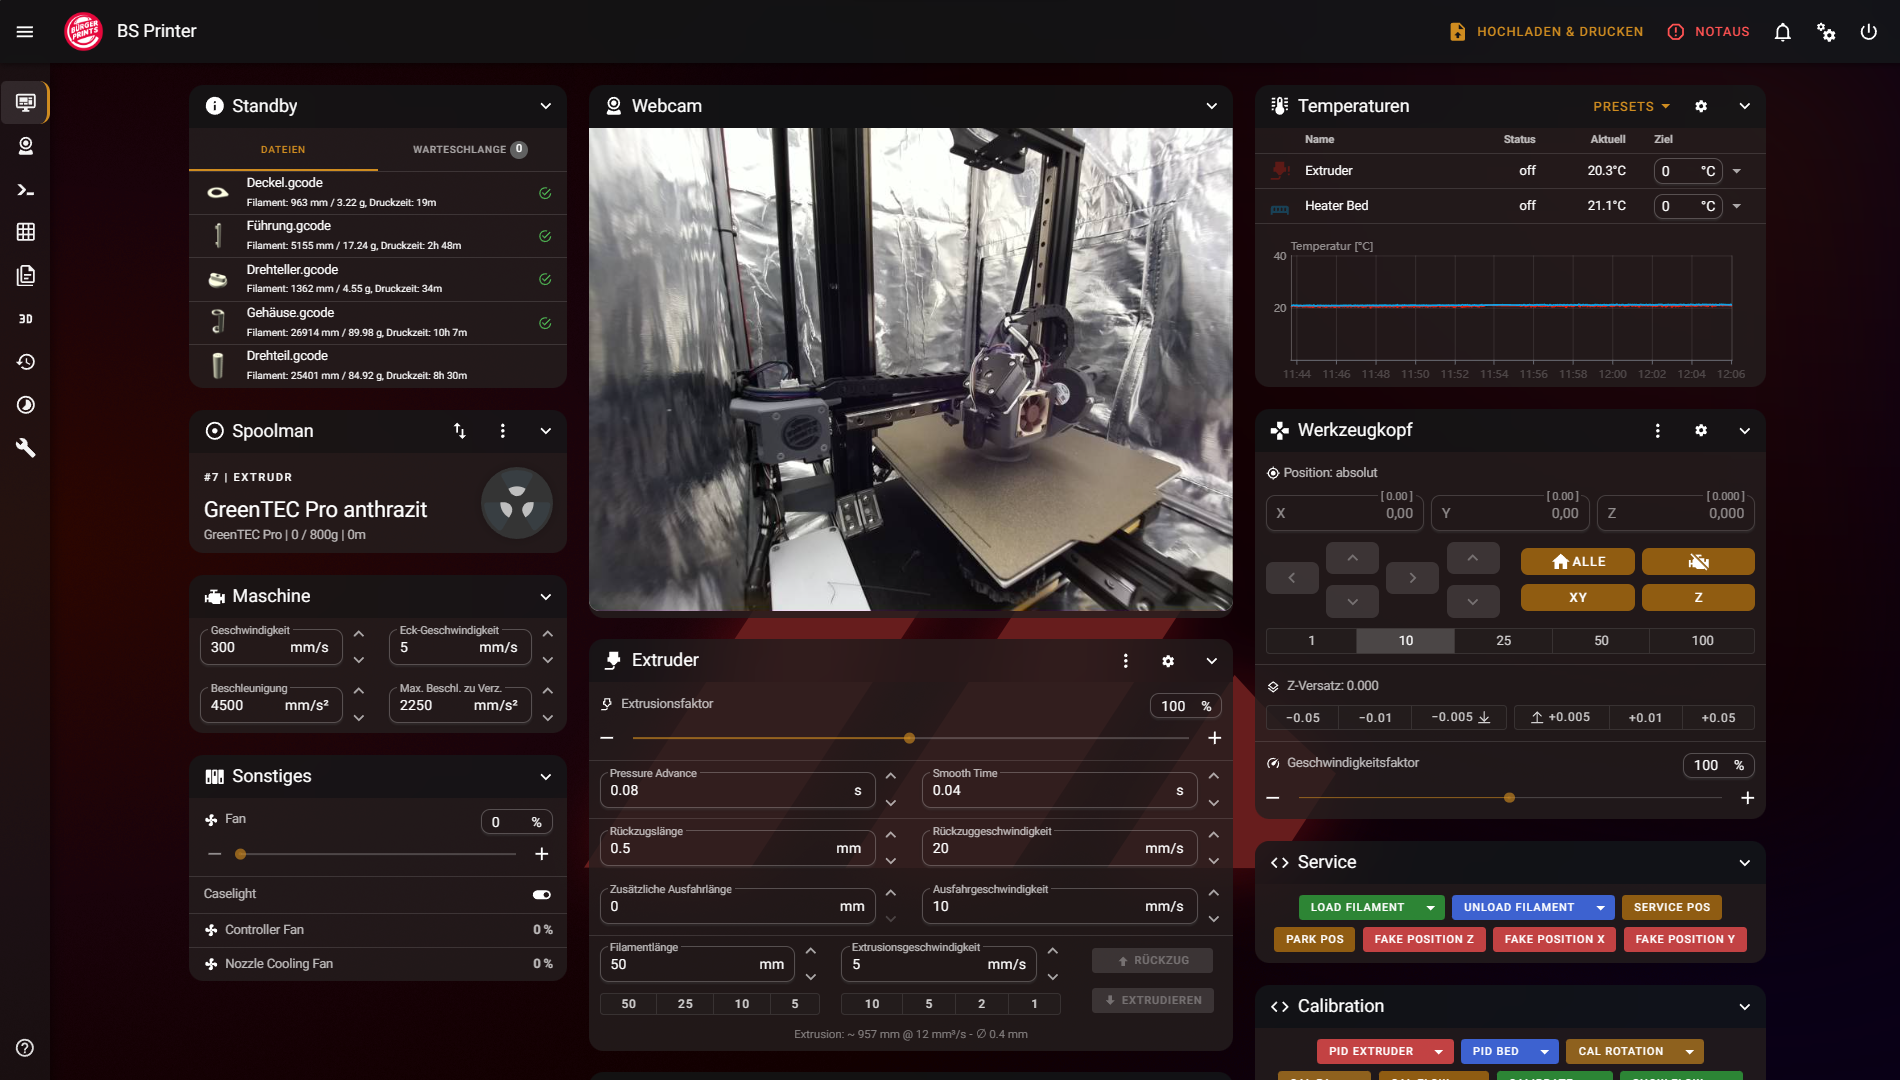 BÜRGER PRINTS
BS Printer
HOCHLADEN & DRUCKEN
NOTAUS
3D
Standby
DATEIEN
WARTESCHLANGE 0
Deckel.gcode
Filament: 963 mm / 3.22 g, Druckzeit: 19m
Führung.gcode
Filament: 5155 mm / 17.24 g, Druckzeit: 2h 48m
Drehteller.gcode
Filament: 1362 mm / 4.55 g, Druckzeit: 34m
Gehäuse.gcode
Filament: 26914 mm / 89.98 g, Druckzeit: 10h 7m
Drehteil.gcode
Filament: 25401 mm / 84.92 g, Druckzeit: 8h 30m
Spoolman
#7 | EXTRUDR
GreenTEC Pro anthrazit
GreenTEC Pro | 0 / 800g | 0m
Maschine
Geschwindigkeit
300 mm/s
Eck-Geschwindigkeit
5 mm/s
Beschleunigung
4500 mm/s²
Max. Beschl. zu Verz.
2250 mm/s²
Sonstiges
Fan 0 %
Caselight
Controller Fan 0 %
Nozzle Cooling Fan 0 %
Webcam
Extruder
Extrusionsfaktor 100 %
Pressure Advance
0.08 s
Smooth Time
0.04 s
Rückzugslänge
0.5 mm
Rückzuggeschwindigkeit
20 mm/s
Zusätzliche Ausfahrlänge
0 mm
Ausfahrgeschwindigkeit
10 mm/s
Filamentlänge
50 mm
Extrusionsgeschwindigkeit
5 mm/s
RÜCKZUG
50 25 10 5
10 5 2 1
EXTRUDIEREN
Extrusion: ~ 957 mm @ 12 mm³/s - ∅ 0.4 mm
Temperaturen
PRESETS
Name Status Aktuell Ziel
Extruder off 20.3°C 0 °C
Heater Bed off 21.1°C 0 °C
Temperatur [°C]
40
20
11:44 11:46 11:48 11:50 11:52 11:54 11:56 11:58 12:00 12:02 12:04 12:06
Werkzeugkopf
Position: absolut
[ 0.00 ] [ 0.00 ] [ 0.000 ]
X 0,00 Y 0,00 Z 0,000
ALLE
XY Z
1 10 25 50 100
Z-Versatz: 0.000
−0.05 −0.01 −0.005 +0.005 +0.01 +0.05
Geschwindigkeitsfaktor 100 %
Service
LOAD FILAMENT UNLOAD FILAMENT SERVICE POS
PARK POS FAKE POSITION Z FAKE POSITION X FAKE POSITION Y
Calibration
PID EXTRUDER PID BED CAL ROTATION